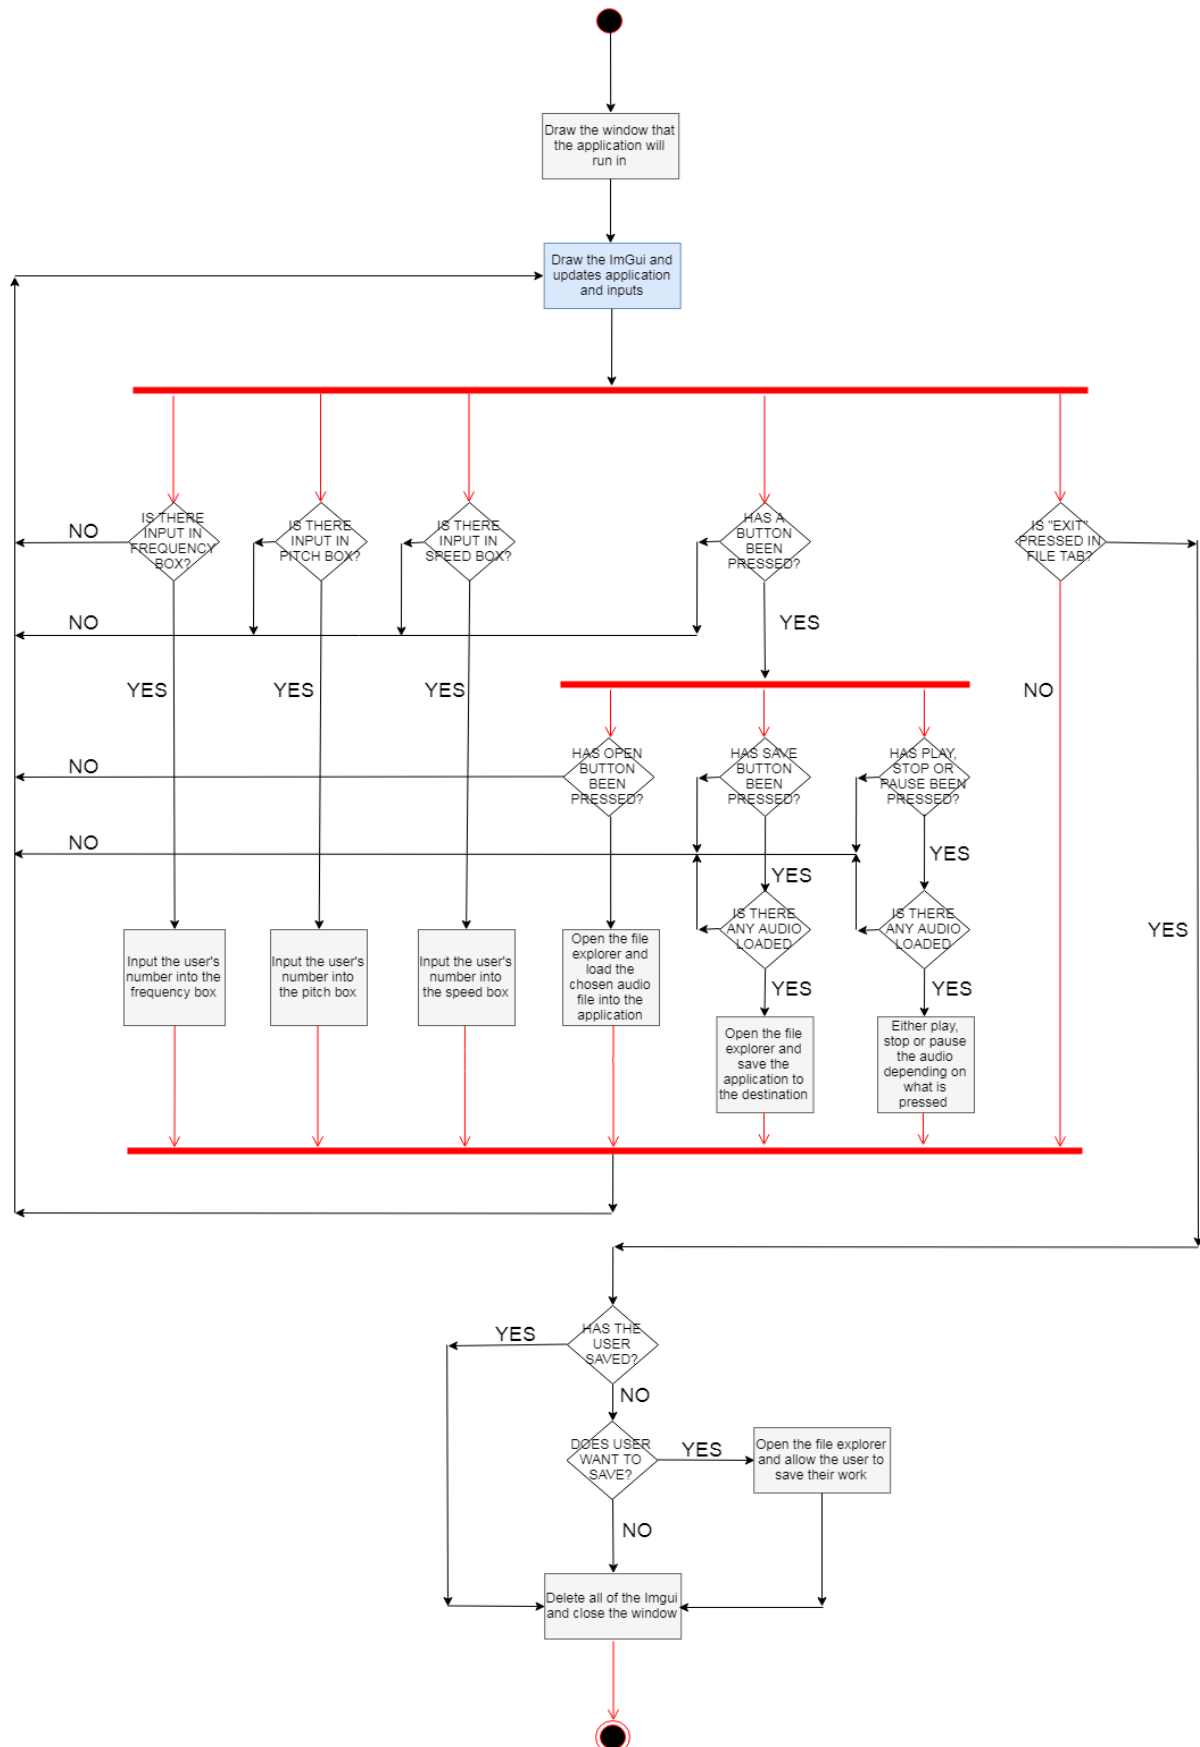 Draw the window that
the application will
run in
Draw the ImGui and
updates application
and inputs
IS THERE
INPUT IN
FREQUENCY
BOX?
IS THERE
INPUT IN
PITCH BOX?
IS THERE
INPUT IN
SPEED BOX?
HAS A
BUTTON
BEEN
PRESSED?
IS "EXIT"
PRESSED IN
FILE TAB?
NO
NO
YES
YES
YES
YES
NO
HAS OPEN
BUTTON
BEEN
PRESSED?
HAS SAVE
BUTTON
BEEN
PRESSED?
HAS PLAY,
STOP OR
PAUSE BEEN
PRESSED?
NO
NO
YES
YES
IS THERE
ANY AUDIO
LOADED
IS THERE
ANY AUDIO
LOADED
YES
Input the user's
number into the
frequency box
Input the user's
number into
the pitch box
Input the user's
number into
the speed box
Open the file
explorer and
load the
chosen audio
file into the
application
YES
YES
Open the file
explorer and
save the
application to
the destination
Either play,
stop or pause
the audio
depending on
what is
pressed
HAS THE
USER
SAVED?
YES
NO
DOES USER
WANT TO
SAVE?
YES
Open the file explorer
and allow the user to
save their work
NO
Delete all of the Imgui
and close the window